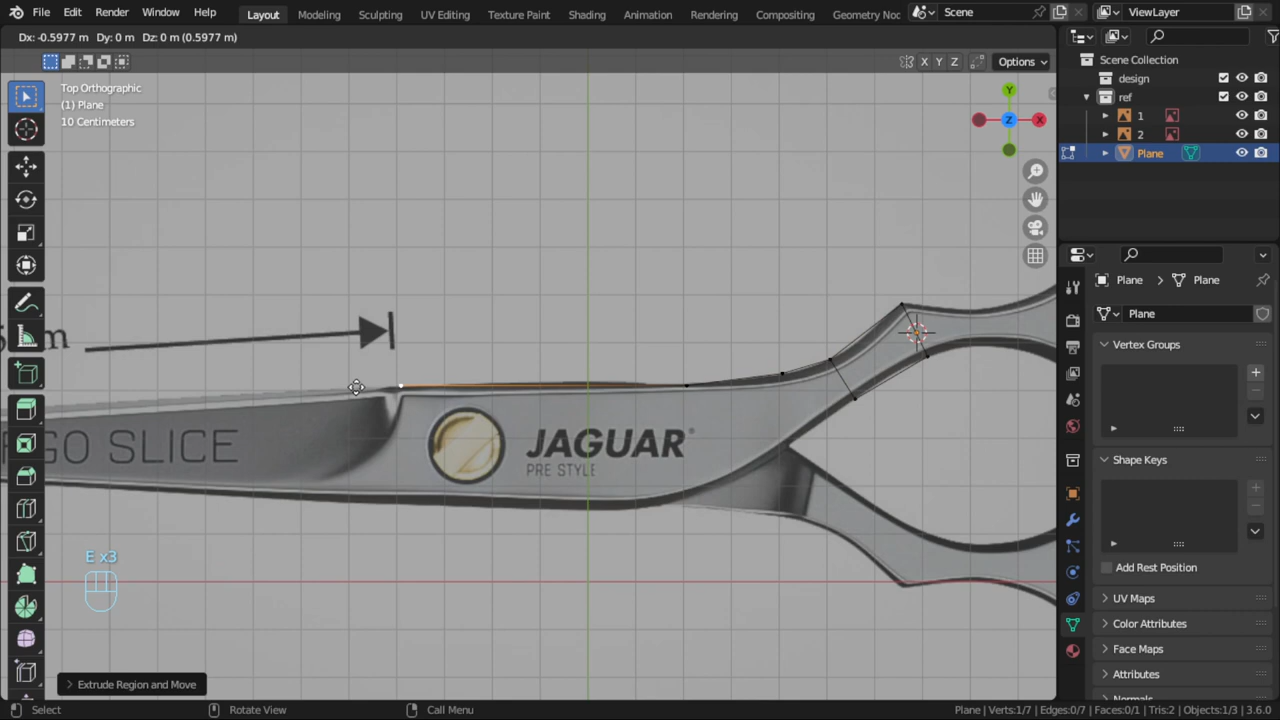 File Edit Render Window Help Layout Modeling Sculpting UV Editing Texture Paint Shading Animation Rendering Compositing Geometry Noc Scene ViewLayer
Dx: -0.5977 m Dy: 0 m Dz: 0 m (0.5977 m)
X Y Z Options
Top Orthographic
(1) Plane
10 Centimeters
Y
Z
X
m
GO SLICE
JAGUAR®
PRE STYLE
E x3
Extrude Region and Move
Scene Collection
design
ref
1
2
Plane
Plane Plane
Plane
Vertex Groups
Shape Keys
Add Rest Position
UV Maps
Color Attributes
Face Maps
Attributes
Normals
Select Rotate View Call Menu Plane | Verts:1/7 | Edges:0/7 | Faces:0/1 | Tris:2 | Objects:1/3 | 3.6.0